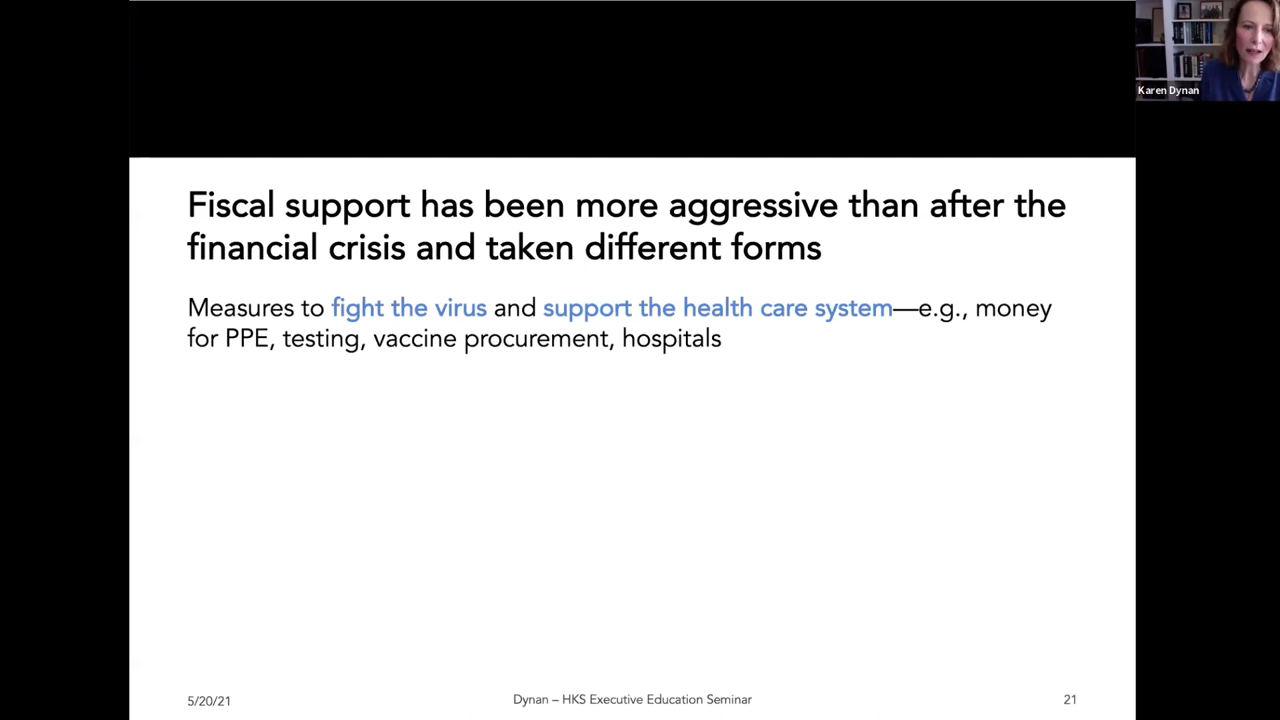 Karen Dynan
Fiscal support has been more aggressive than after the
financial crisis and taken different forms
Measures to fight the virus and support the health care system—e.g., money
for PPE, testing, vaccine procurement, hospitals
5/20/21
Dynan – HKS Executive Education Seminar
21